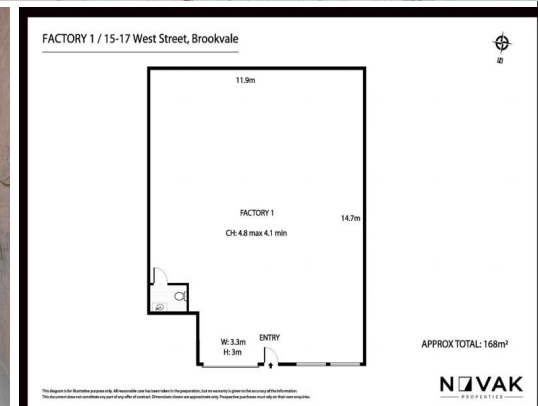 FACTORY 1 / 15-17 West Street, Brookvale
11.9m
FACTORY 1
14.7m
CH: 4.8 max 4.1 min
W: 3.3m
H: 3m
ENTRY
APPROX TOTAL: 168m²
This diagram is for illustrative purpose only. All reasonable care has been taken in the preparation, but no warranty is given to the accuracy of the information.
This document does not constitute any part of any offer of contract. Dimensions shown are approximate only. Prospective purchases must rely on their own enquiries.
NOVAK
PROPERTIES